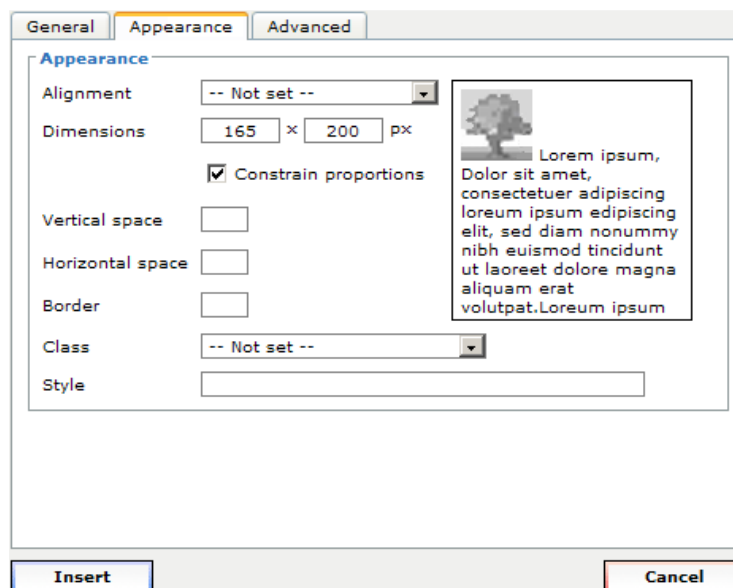 General Appearance Advanced
Appearance
Alignment -- Not set --
Dimensions 165 x 200 px
Constrain proportions
Vertical space
Horizontal space
Border
Class -- Not set --
Style
Lorem ipsum,
Dolor sit amet,
consectetuer adipiscing
loreum ipsum edipiscing
elit, sed diam nonummy
nibh euismod tincidunt
ut laoreet dolore magna
aliquam erat
volutpat.Loreum ipsum
Insert Cancel